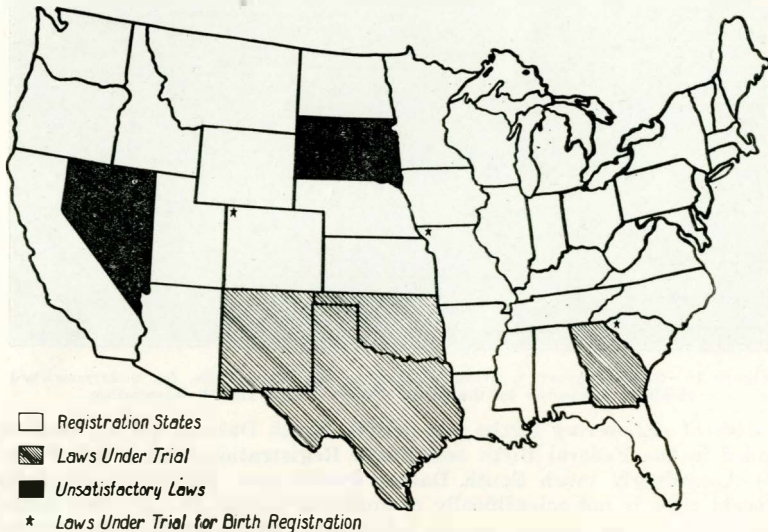 Registration States
Laws Under Trial
Unsatisfactory Laws
* Laws Under Trial for Birth Registration